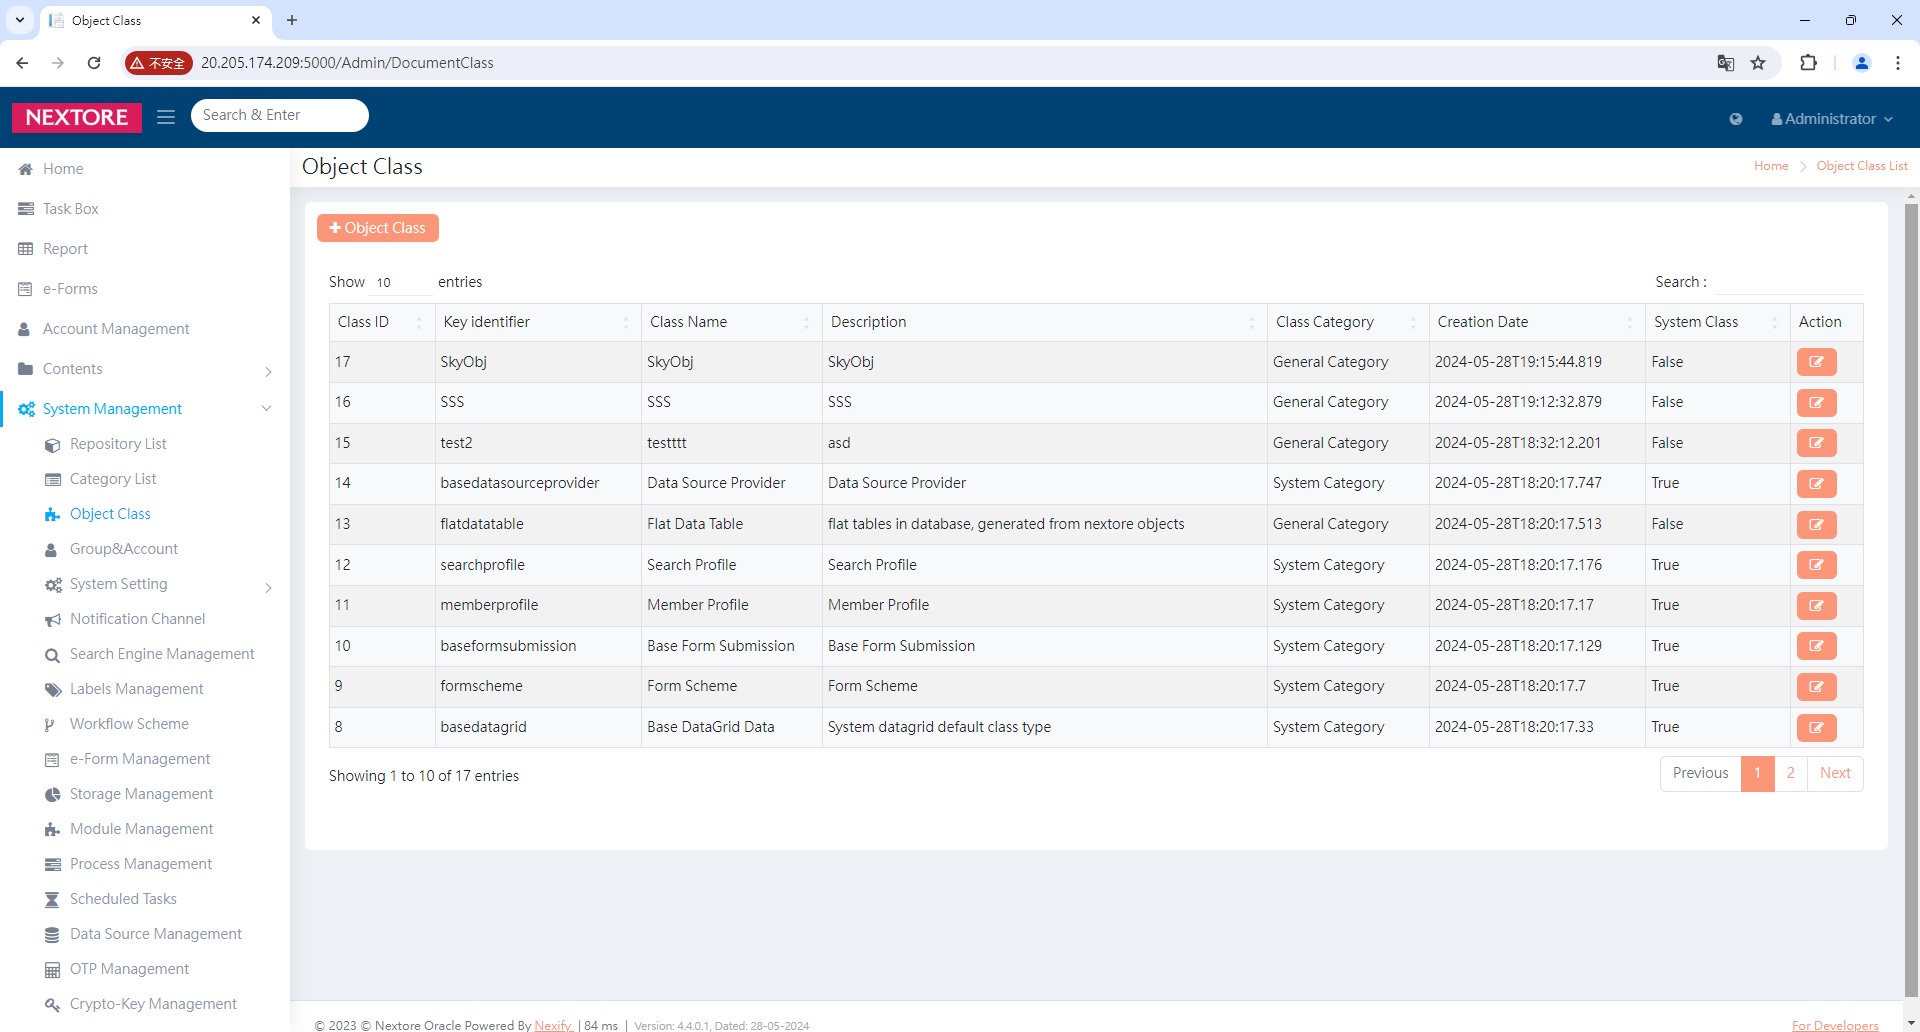 Object Class
不安全 20.205.174.209:5000/Admin/DocumentClass
NEXTORE Search & Enter Administrator
Home
Task Box
Report
e-Forms
Account Management
Contents
System Management
Repository List
Category List
Object Class
Group&Account
System Setting
Notification Channel
Search Engine Management
Labels Management
Workflow Scheme
e-Form Management
Storage Management
Module Management
Process Management
Scheduled Tasks
Data Source Management
OTP Management
Crypto-Key Management
Object Class Home Object Class List
Object Class
Show 10 entries Search :
Class ID Key identifier Class Name Description Class Category Creation Date System Class Action
17 SkyObj SkyObj SkyObj General Category 2024-05-28T19:15:44.819 False
16 SSS SSS SSS General Category 2024-05-28T19:12:32.879 False
15 test2 testttt asd General Category 2024-05-28T18:32:12.201 False
14 basedatasourceprovider Data Source Provider Data Source Provider System Category 2024-05-28T18:20:17.747 True
13 flatdatatable Flat Data Table flat tables in database, generated from nextore objects General Category 2024-05-28T18:20:17.513 False
12 searchprofile Search Profile Search Profile System Category 2024-05-28T18:20:17.176 True
11 memberprofile Member Profile Member Profile System Category 2024-05-28T18:20:17.17 True
10 baseformsubmission Base Form Submission Base Form Submission System Category 2024-05-28T18:20:17.129 True
9 formscheme Form Scheme Form Scheme System Category 2024-05-28T18:20:17.7 True
8 basedatagrid Base DataGrid Data System datagrid default class type System Category 2024-05-28T18:20:17.33 True
Showing 1 to 10 of 17 entries Previous 1 2 Next
© 2023 © Nextore Oracle Powered By Nexify | 84 ms | Version: 4.4.0.1, Dated: 28-05-2024 For Developers